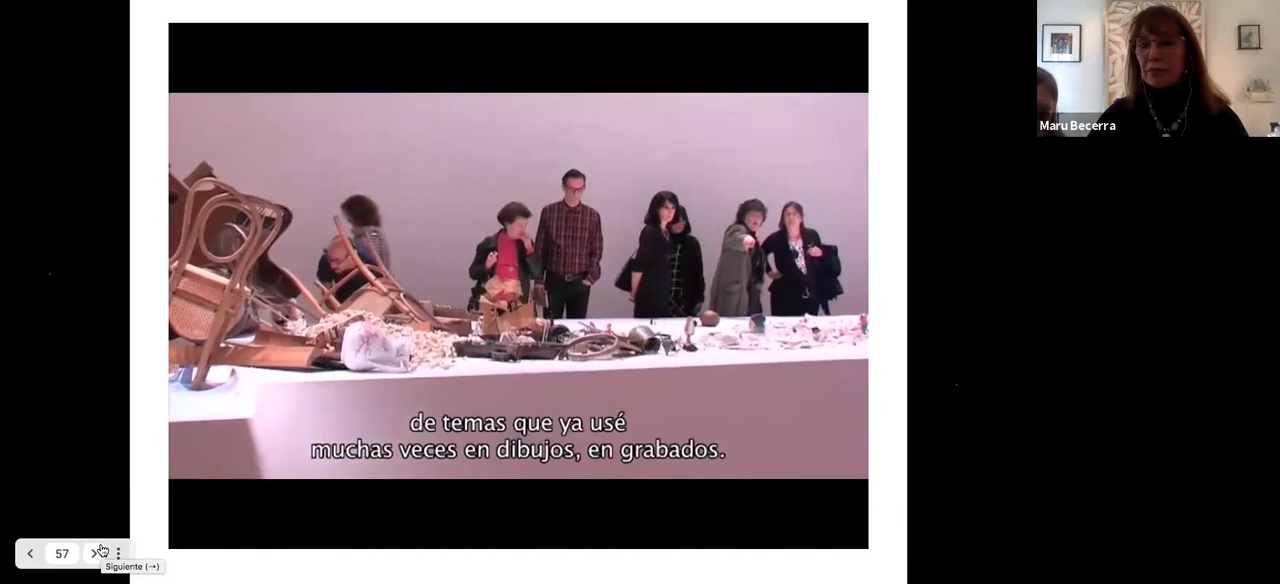 Maru Becerra
de temas que ya usé
muchas veces en dibujos, en grabados.
57
Siguiente (→)